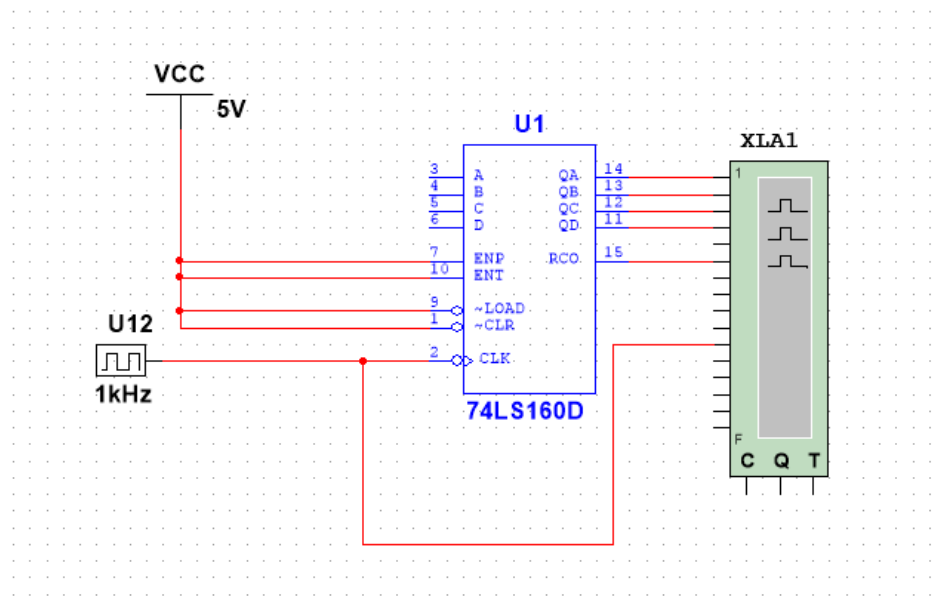 VCC
5V
U1
XLA1
3 A QA 14 1
4 B QB 13
5 C QC 12
6 D QD 11
7 ENP RCO 15
10 ENT
9 ~LOAD
1 ~CLR
U12
2 CLK
1kHz
74LS160D
F
C Q T